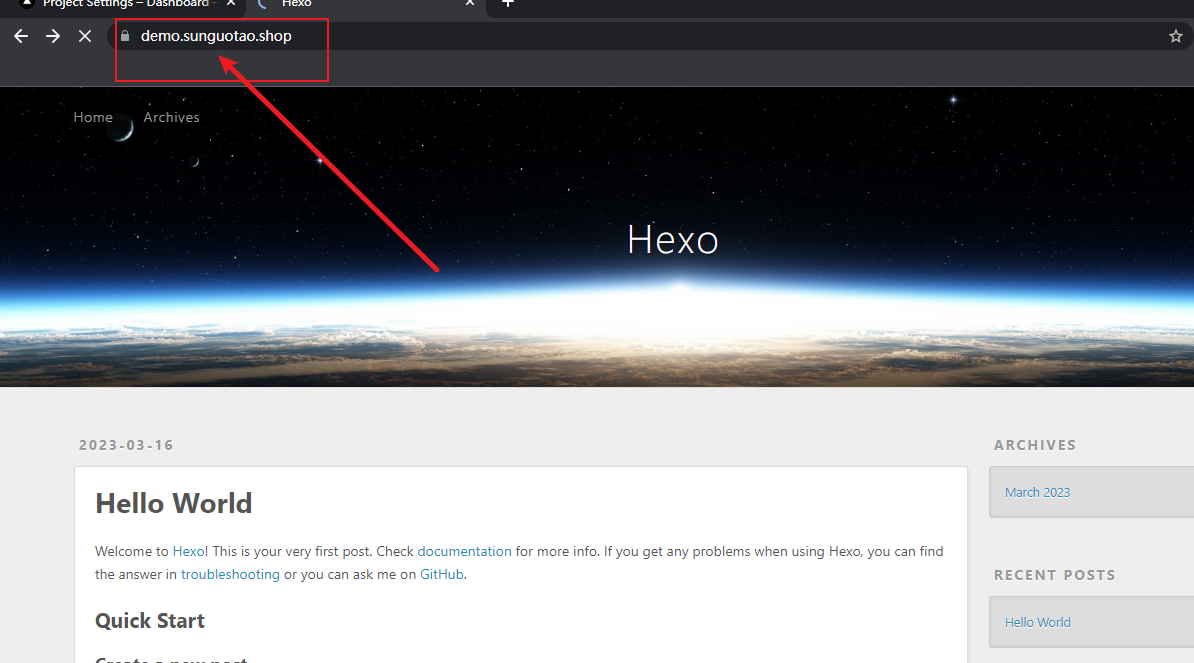 Project Settings – Dashboard –
Hexo
demo.sunguotao.shop
Home
Archives
Hexo
2023-03-16
Hello World
Welcome to Hexo! This is your very first post. Check documentation for more info. If you get any problems when using Hexo, you can find
the answer in troubleshooting or you can ask me on GitHub.
Quick Start
Create a new post
ARCHIVES
March 2023
RECENT POSTS
Hello World